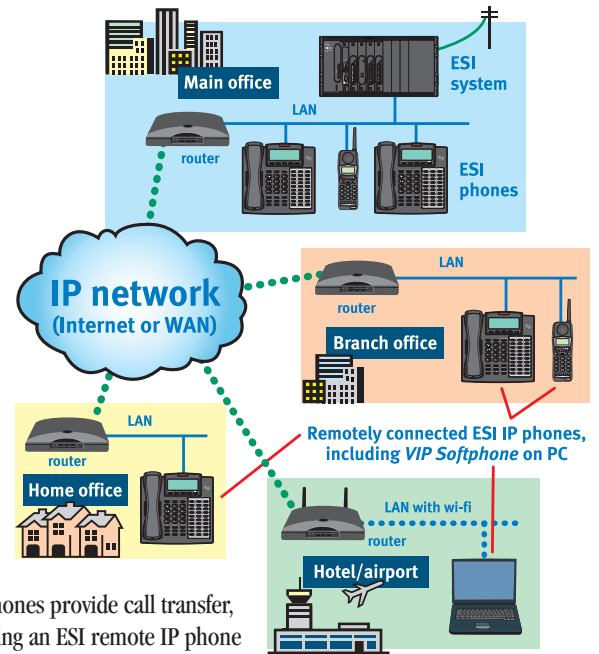 Main office
ESI
system
LAN
router
ESI
phones
IP network
(Internet or WAN)
LAN
router
Branch office
LAN
router
Home office
Remotely connected ESI IP phones,
including VIP Softphone on PC
LAN with wi-fi
router
Hotel/airport
hones provide call transfer,
ing an ESI remote IP phone